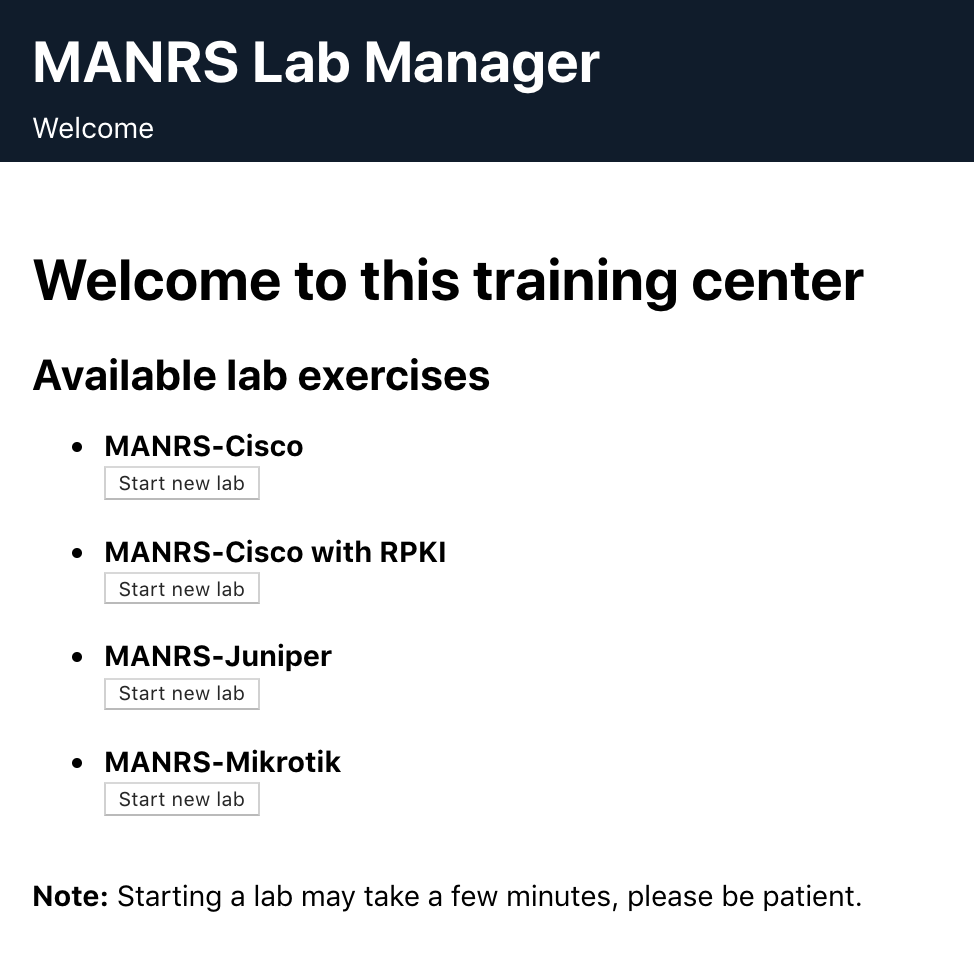 MANRS Lab Manager
Welcome
Welcome to this training center
Available lab exercises
MANRS-Cisco
Start new lab
MANRS-Cisco with RPKI
Start new lab
MANRS-Juniper
Start new lab
MANRS-Mikrotik
Start new lab
Note: Starting a lab may take a few minutes, please be patient.